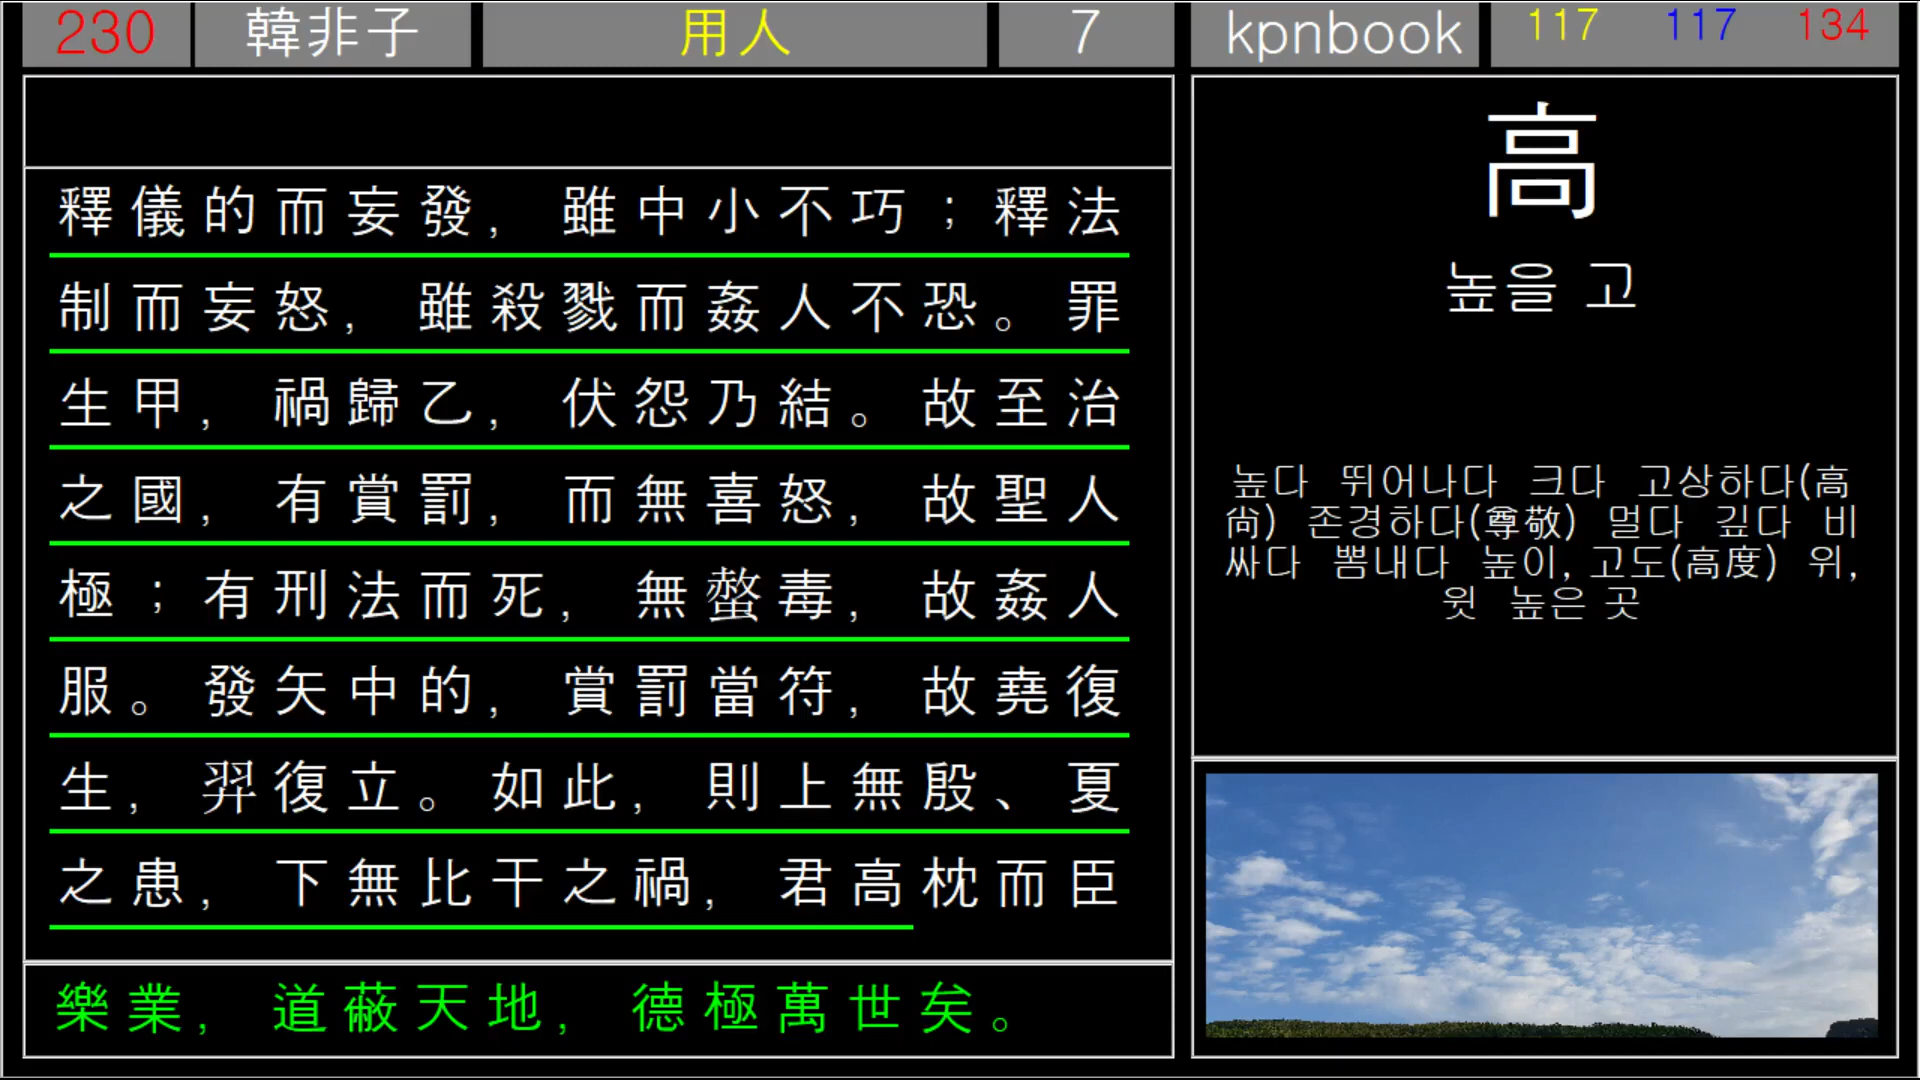 230 韓非子 用人 7 kpnbook 117 117 134
釋儀的而妄發, 雖中小不巧;釋法
制而妄怒, 雖殺戮而姦人不恐。罪
生甲, 禍歸乙, 伏怨乃結。故至治
之國, 有賞罰, 而無喜怒, 故聖人
極;有刑法而死, 無螫毒, 故姦人
服。發矢中的, 賞罰當符, 故堯復
生, 羿復立。如此, 則上無殷、夏
之患, 下無比干之禍, 君高枕而臣
樂業, 道蔽天地, 德極萬世矣。
高
높을 고
높다 뛰어나다 크다 고상하다(高
尙) 존경하다(尊敬) 멀다 깊다 비
싸다 뽐내다 높이, 고도(高度) 위,
윗 높은 곳